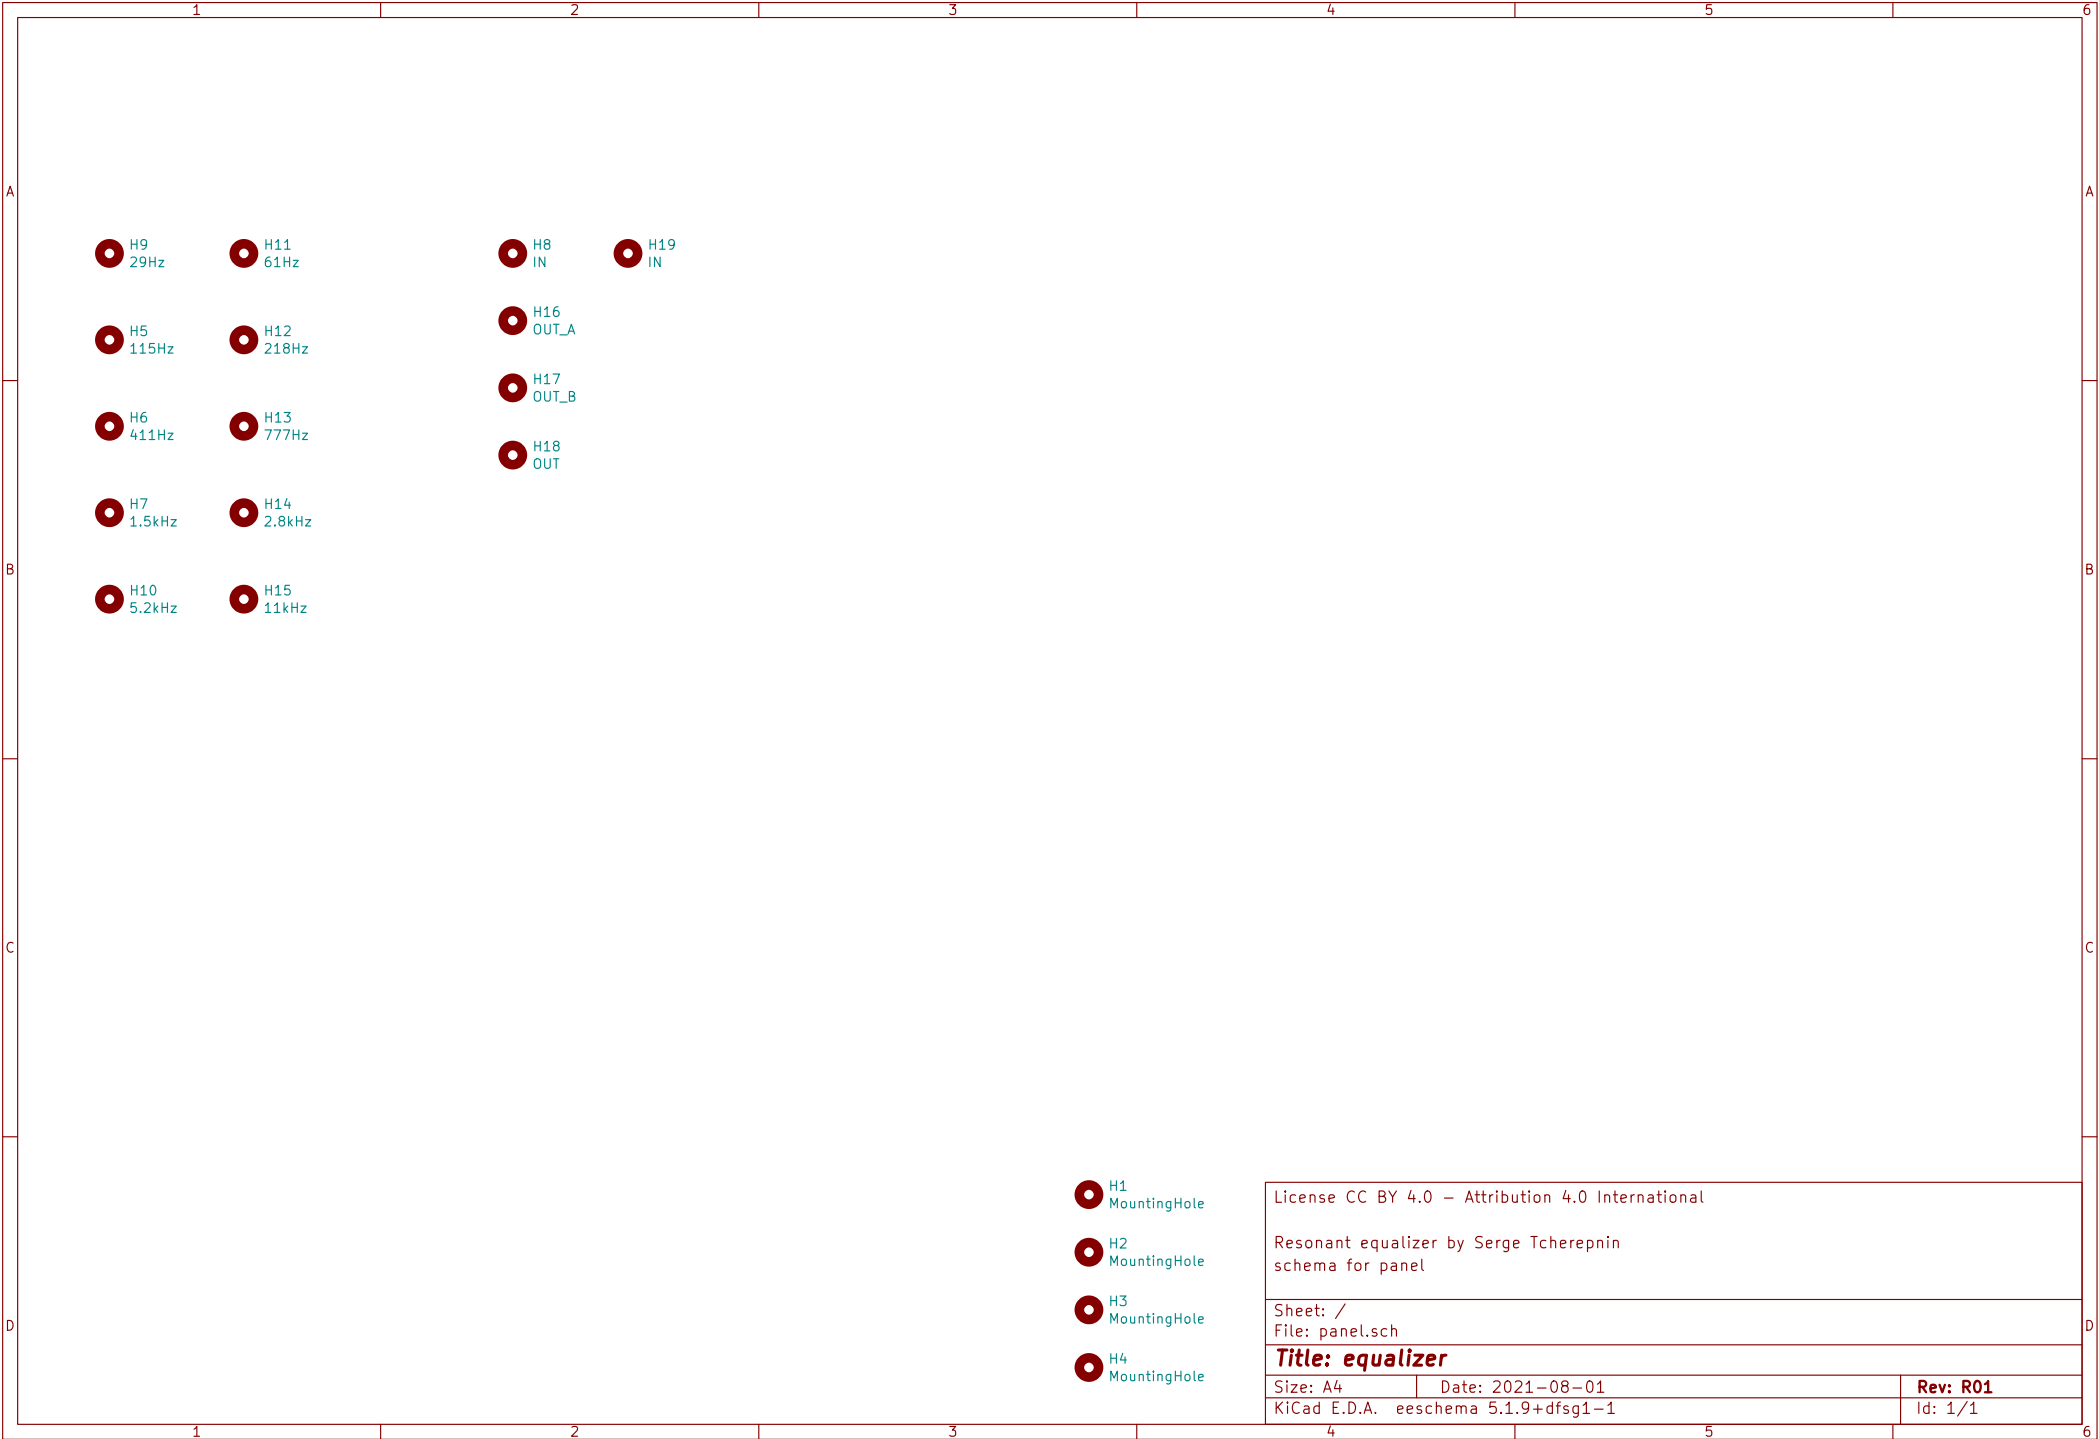 1 2 3 4 5 6
A A
H9
29Hz
H11
61Hz
H8
IN
H19
IN
H16
OUT_A
H5
115Hz
H12
218Hz
H17
OUT_B
H6
411Hz
H13
777Hz
H18
OUT
H7
1.5kHz
H14
2.8kHz
B B
H10
5.2kHz
H15
11kHz
C C
H1
MountingHole
H2
MountingHole
H3
MountingHole
H4
MountingHole
License CC BY 4.0 - Attribution 4.0 International
Resonant equalizer by Serge Tcherepnin
schema for panel
Sheet: /
File: panel.sch
D D
Title: equalizer
Size: A4 Date: 2021-08-01 Rev: R01
KiCad E.D.A. eeschema 5.1.9+dfsg1-1 Id: 1/1
1 2 3 4 5 6